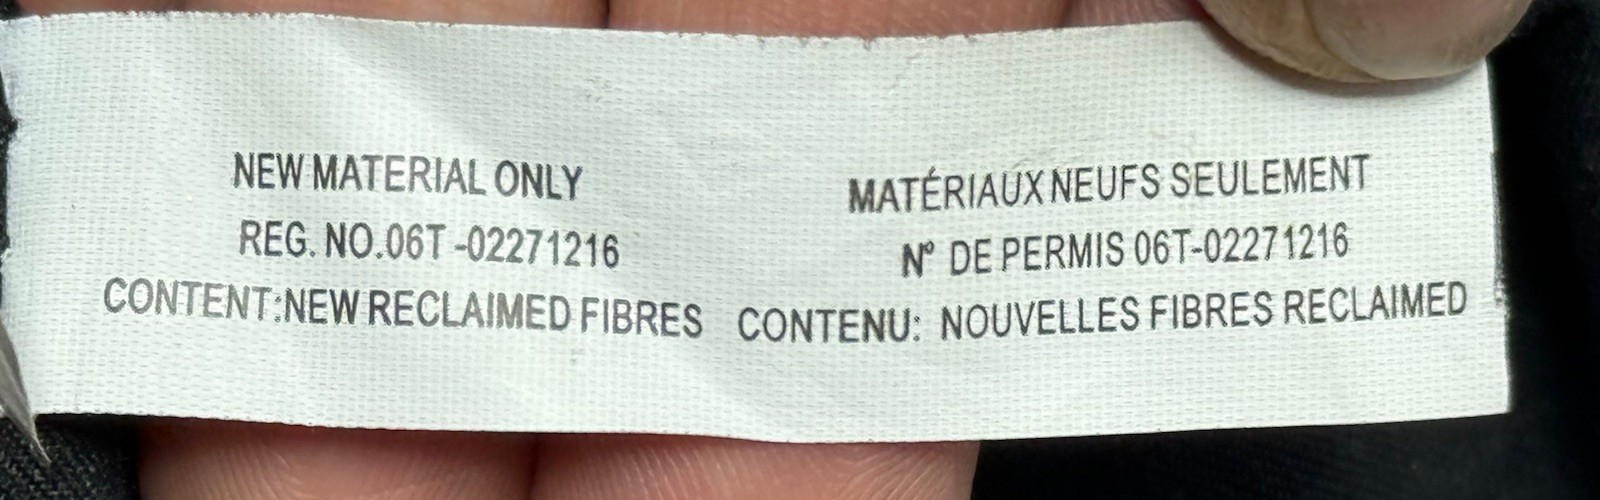 NEW MATERIAL ONLY
REG. NO.06T -02271216
CONTENT:NEW RECLAIMED FIBRES
MATÉRIAUX NEUFS SEULEMENT
Nº DE PERMIS 06T-02271216
CONTENU: NOUVELLES FIBRES RECLAIMED